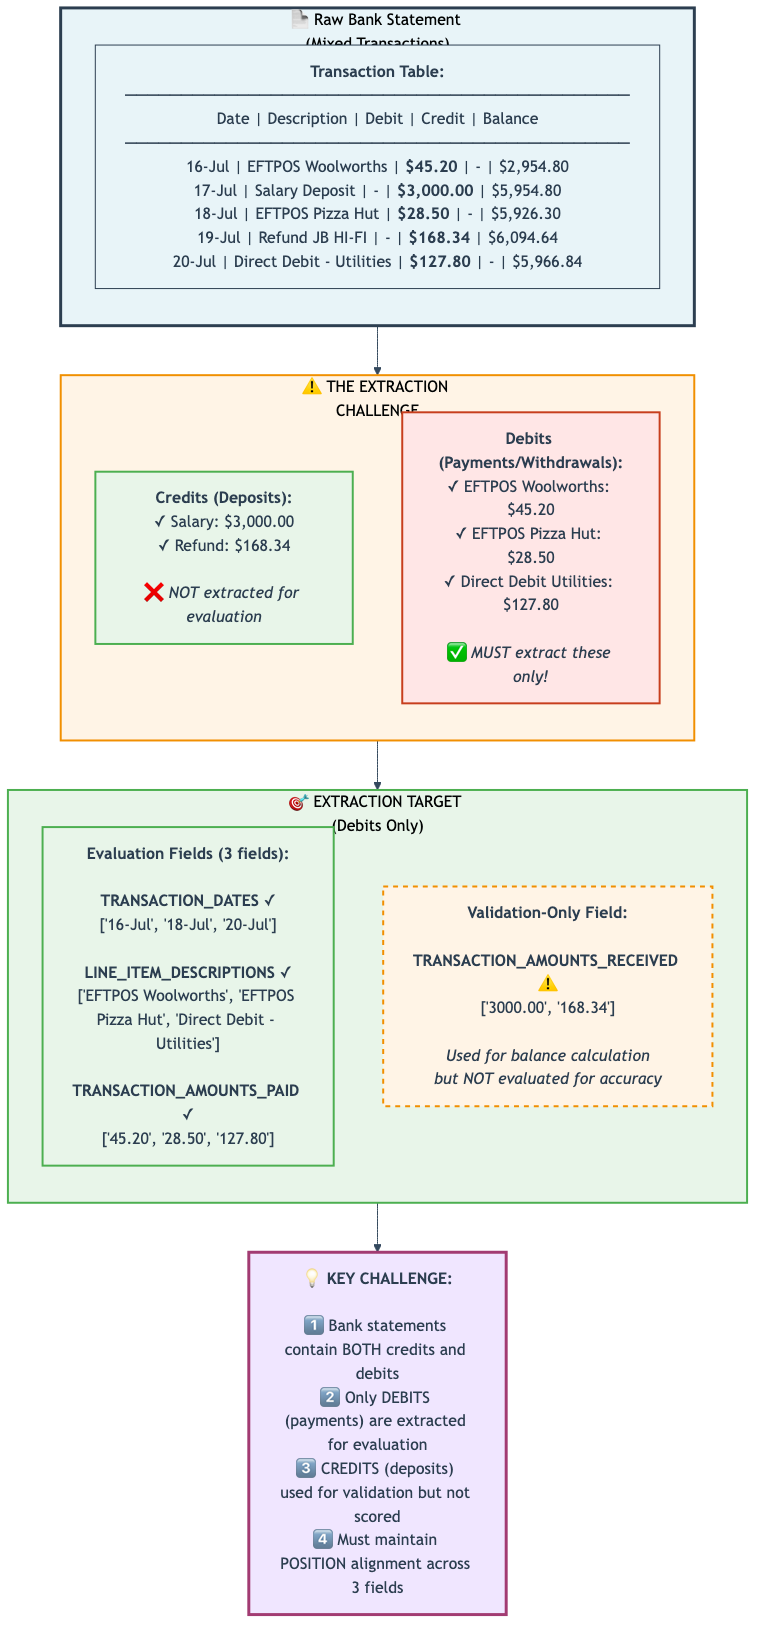 Raw Bank Statement
(Mixed Transactions)
Transaction Table:
Date | Description | Debit | Credit | Balance
16-Jul | EFTPOS Woolworths | $45.20 | - | $2,954.80
17-Jul | Salary Deposit | - | $3,000.00 | $5,954.80
18-Jul | EFTPOS Pizza Hut | $28.50 | - | $5,926.30
19-Jul | Refund JB HI-FI | - | $168.34 | $6,094.64
20-Jul | Direct Debit - Utilities | $127.80 | - | $5,966.84
⚠️ THE EXTRACTION
CHALLENGE
Credits (Deposits):
✓ Salary: $3,000.00
✓ Refund: $168.34
❌ NOT extracted for
evaluation
Debits
(Payments/Withdrawals):
✓ EFTPOS Woolworths:
$45.20
✓ EFTPOS Pizza Hut:
$28.50
✓ Direct Debit Utilities:
$127.80
✅ MUST extract these
only!
🎯 EXTRACTION TARGET
(Debits Only)
Evaluation Fields (3 fields):
TRANSACTION_DATES ✓
['16-Jul', '18-Jul', '20-Jul']
LINE_ITEM_DESCRIPTIONS ✓
['EFTPOS Woolworths', 'EFTPOS
Pizza Hut', 'Direct Debit -
Utilities']
TRANSACTION_AMOUNTS_PAID
✓
['45.20', '28.50', '127.80']
Validation-Only Field:
TRANSACTION_AMOUNTS_RECEIVED
⚠️
['3000.00', '168.34']
Used for balance calculation
but NOT evaluated for accuracy
💡 KEY CHALLENGE:
1️⃣ Bank statements
contain BOTH credits and
debits
2️⃣ Only DEBITS
(payments) are extracted
for evaluation
3️⃣ CREDITS (deposits)
used for validation but not
scored
4️⃣ Must maintain
POSITION alignment across
3 fields